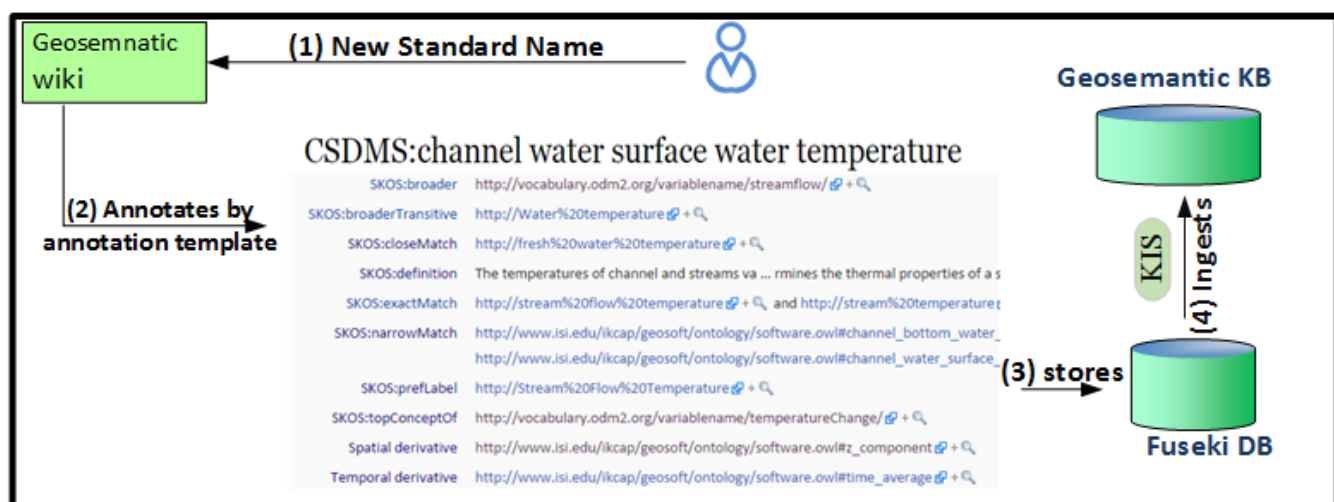 Geosemnatic
wiki
(1) New Standard Name
Geosemantic KB
CSDMS:channel water surface water temperature
(2) Annotates by
annotation template
SKOS:broader http://vocabulary.odm2.org/variablename/streamflow/ +
SKOS:broaderTransitive http://Water%20temperature +
SKOS:closeMatch http://fresh%20water%20temperature +
SKOS:definition The temperatures of channel and streams va ... rmines the thermal properties of a s
SKOS:exactMatch http://stream%20flow%20temperature + and http://stream%20temperature
SKOS:narrowMatch http://www.isi.edu/ikcap/geosoft/ontology/software.owl#channel_bottom_water_
http://www.isi.edu/ikcap/geosoft/ontology/software.owl#channel_water_surface_
SKOS:prefLabel http://Stream%20Flow%20Temperature +
SKOS:topConceptOf http://vocabulary.odm2.org/variablename/temperatureChange/ +
Spatial derivative http://www.isi.edu/ikcap/geosoft/ontology/software.owl#z_component +
Temporal derivative http://www.isi.edu/ikcap/geosoft/ontology/software.owl#time_average +
(3) stores
KIS
(4) Ingests
Fuseki DB